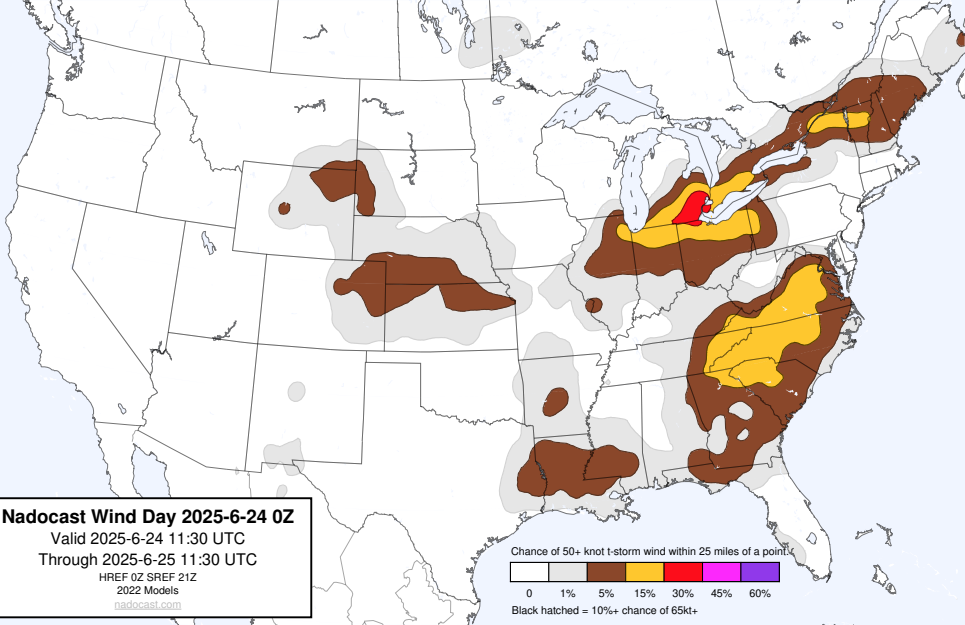 Nadocast Wind Day 2025-6-24 0Z
Valid 2025-6-24 11:30 UTC
Through 2025-6-25 11:30 UTC
HREF 0Z SREF 21Z
2022 Models
nadocast.com
Chance of 50+ knot t-storm wind within 25 miles of a point.
0 1% 5% 15% 30% 45% 60%
Black hatched = 10%+ chance of 65kt+